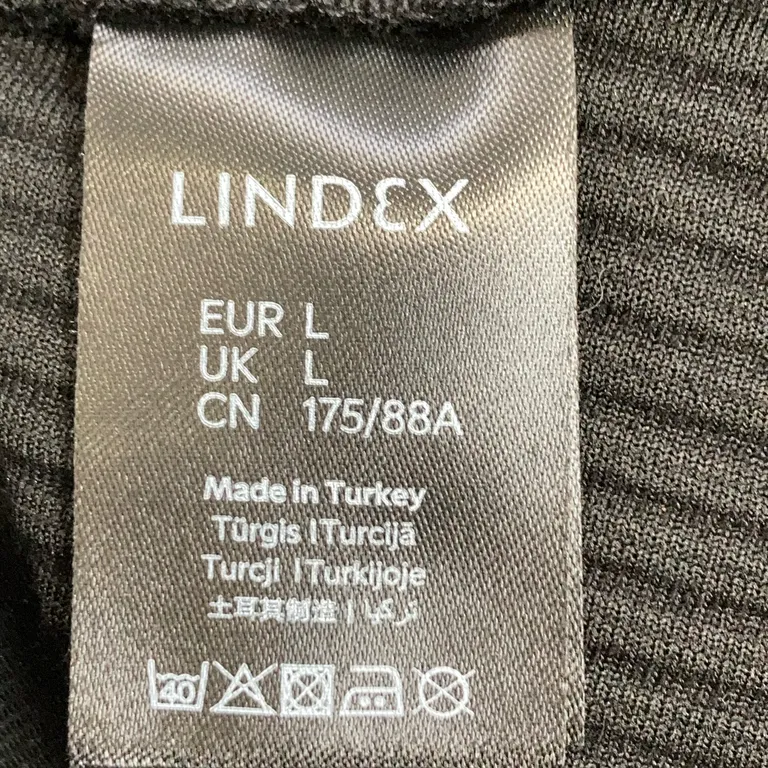 LINDEX
EUR L
UK L
CN 175/88A
Made in Turkey
Türgis | Turcijā
Turcji | Turkijoje
土耳其制造 | تركيا
40